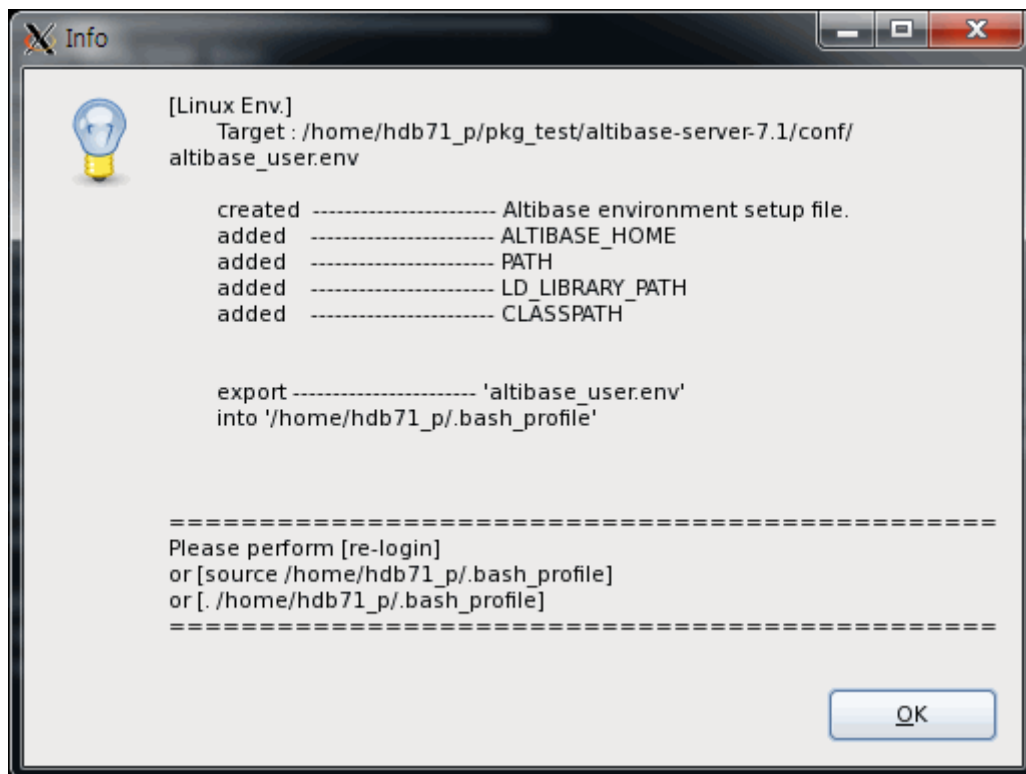 Info
[Linux Env.]
Target : /home/hdb71_p/pkg_test/altibase-server-7.1/conf/
altibase_user.env
created ----------------------- Altibase environment setup file.
added ----------------------- ALTIBASE_HOME
added ----------------------- PATH
added ----------------------- LD_LIBRARY_PATH
added ----------------------- CLASSPATH
export ----------------------- 'altibase_user.env'
into '/home/hdb71_p/.bash_profile'
==============================================
Please perform [re-login]
or [source /home/hdb71_p/.bash_profile]
or [. /home/hdb71_p/.bash_profile]
==============================================
OK